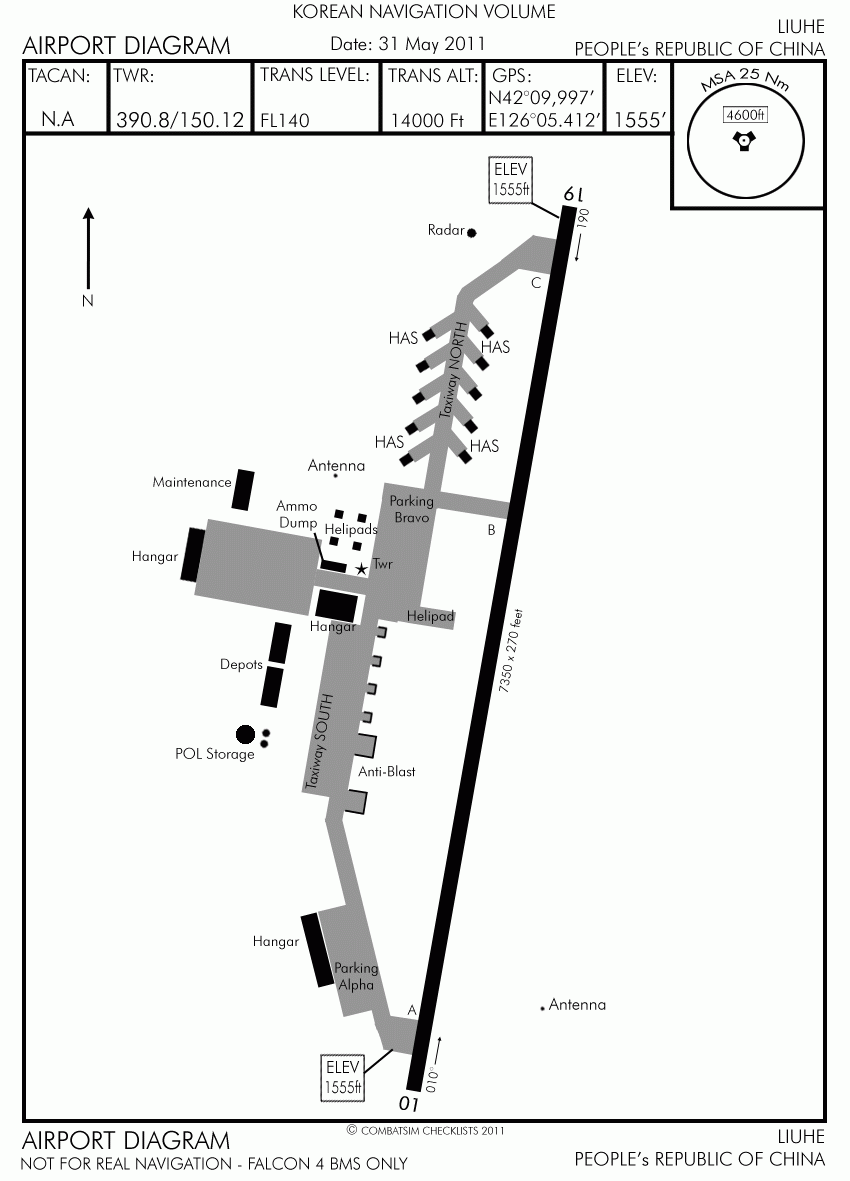 KOREAN NAVIGATION VOLUME
AIRPORT DIAGRAM
Date: 31 May 2011
LIUHE
PEOPLE's REPUBLIC OF CHINA
TACAN:
N.A
TWR:
390.8/150.12
TRANS LEVEL:
FL140
TRANS ALT:
14000 Ft
GPS:
N42°09,997'
E126°05.412'
ELEV:
1555'
MSA 25 Nm
4600ft
ELEV
1555ft
19
190
Radar
N
C
HAS
HAS
Taxiway NORTH
HAS
HAS
Antenna
Maintenance
Ammo
Dump
Helipads
Parking
Bravo
B
Hangar
Twr
Helipad
Hangar
7350 x 270 feet
Depots
Taxiway SOUTH
POL Storage
Anti-Blast
Hangar
Parking
Alpha
A
Antenna
ELEV
1555ft
010°
01
© COMBATSIM CHECKLISTS 2011
AIRPORT DIAGRAM
NOT FOR REAL NAVIGATION - FALCON 4 BMS ONLY
LIUHE
PEOPLE's REPUBLIC OF CHINA